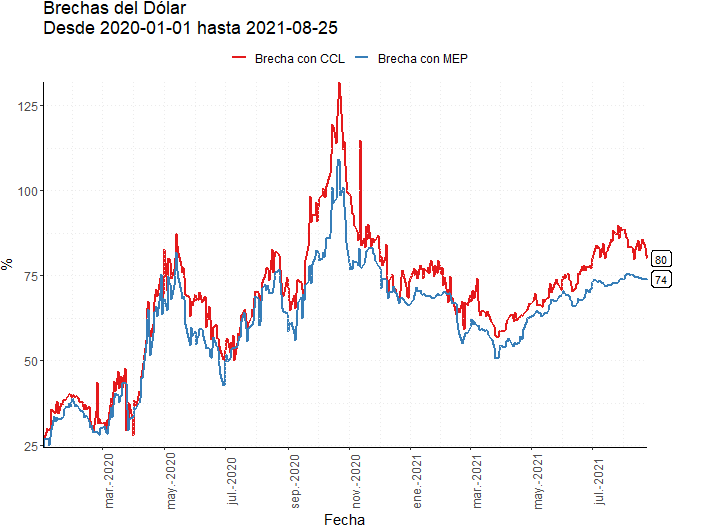 Brechas del Dólar
Desde 2020-01-01 hasta 2021-08-25
Brecha con CCL
Brecha con MEP
%
125
100
75
50
25
80
74
mar.-2020
may.-2020
jul.-2020
sep.-2020
nov.-2020
ene.-2021
mar.-2021
may.-2021
jul.-2021
Fecha